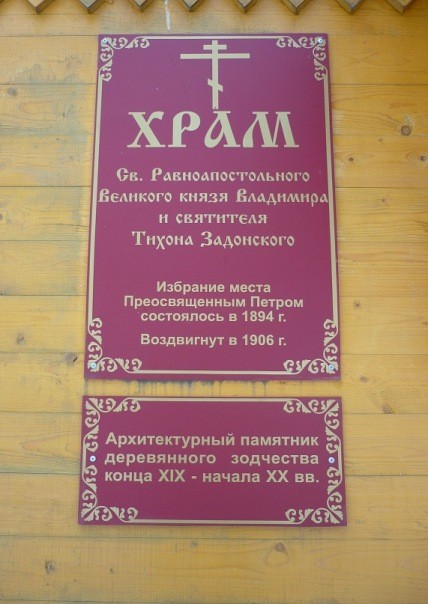 ХРАМ
Св. Равноапостольного
Великого князя Владимира
и святителя
Тихона Задонского
Избрание места
Преосвященным Петром
состоялось в 1894 г.
Воздвигнут в 1906 г.
Архитектурный памятник
деревянного зодчества
конца XIX - начала XX вв.